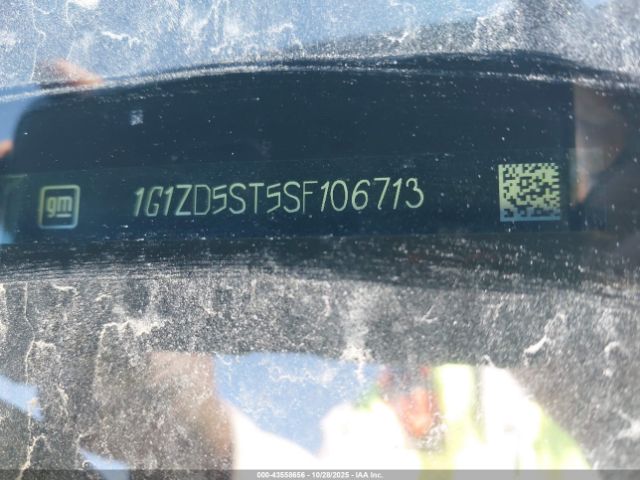 gm 1G1ZD5ST5SF106713
000-43558656 | 10/28/2025 | IAA Inc.